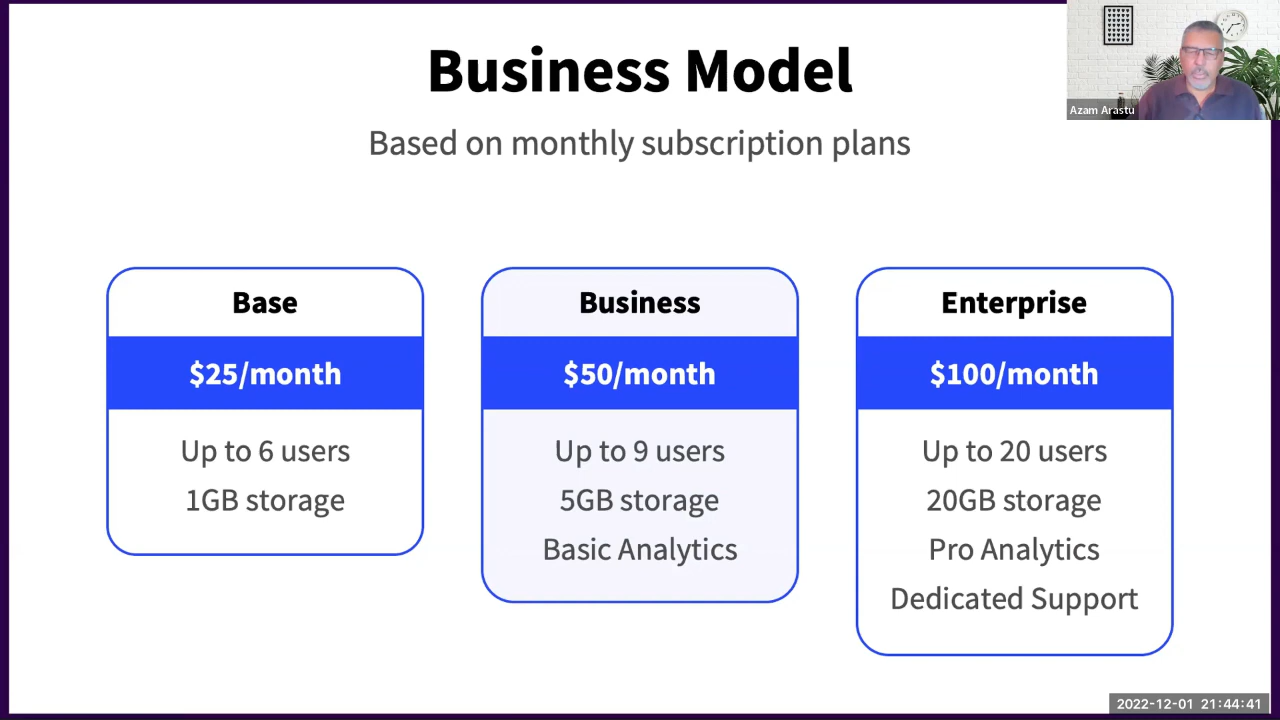 Business Model
Based on monthly subscription plans
Azam Arastu
Base
$25/month
Up to 6 users
1GB storage
Business
$50/month
Up to 9 users
5GB storage
Basic Analytics
Enterprise
$100/month
Up to 20 users
20GB storage
Pro Analytics
Dedicated Support
2022-12-01 21:44:41